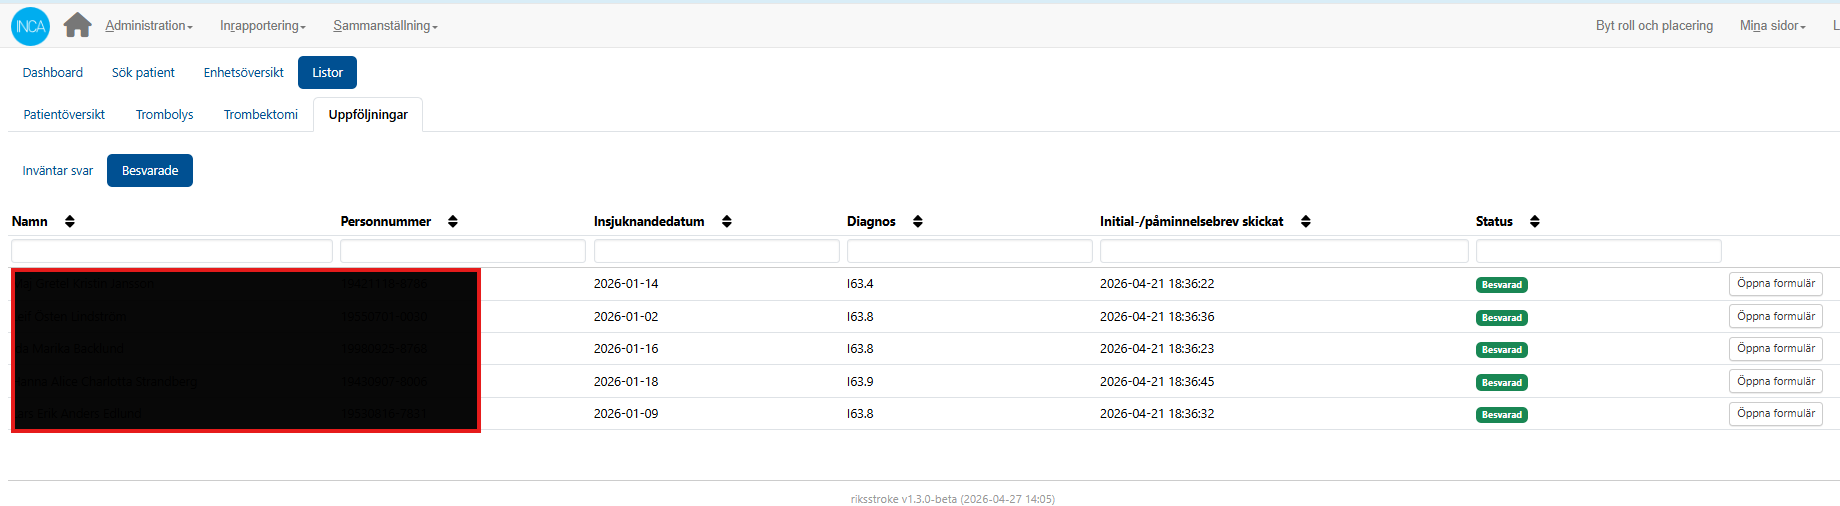 INCA Administration Inrapportering Sammanställning Byt roll och placering Mina sidor L
Dashboard Sök patient Enhetsöversikt Listor
Patientöversikt Trombolys Trombektomi Uppföljningar
Inväntar svar Besvarade
Namn Personnummer Insjuknandedatum Diagnos Initial-/påminnelsebrev skickat Status
2026-01-14 I63.4 2026-04-21 18:36:22 Besvarad Öppna formulär
2026-01-02 I63.8 2026-04-21 18:36:36 Besvarad Öppna formulär
2026-01-16 I63.8 2026-04-21 18:36:23 Besvarad Öppna formulär
2026-01-18 I63.9 2026-04-21 18:36:45 Besvarad Öppna formulär
2026-01-09 I63.8 2026-04-21 18:36:32 Besvarad Öppna formulär
riksstroke v1.3.0-beta (2026-04-27 14:05)